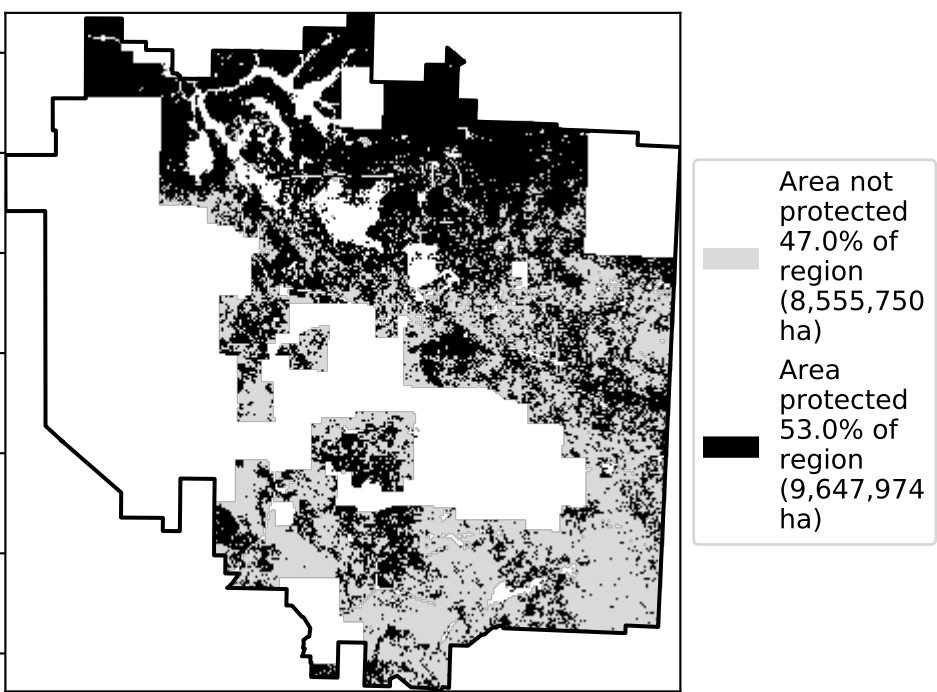 Area not
protected
47.0% of
region
(8,555,750
ha)
Area
protected
53.0% of
region
(9,647,974
ha)